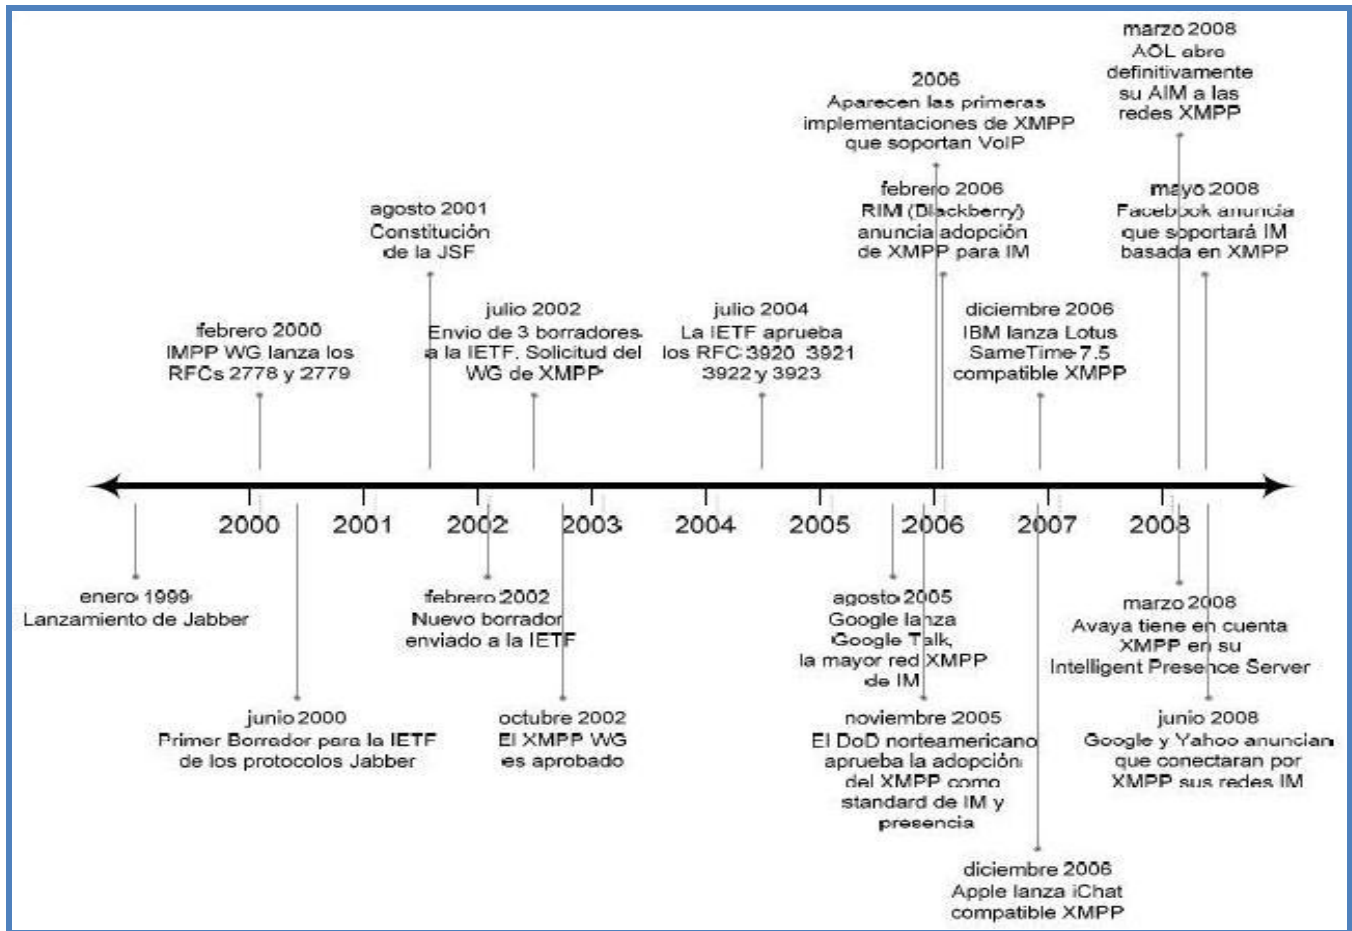 marzo 2008
AOL abre
definitivamente
su AIM a las
redes XMPP
2006
Aparecen las primeras
implementaciones de XMPP
que soportan VoIP
febrero 2006
RIM (Blackberry)
anuncia adopción
de XMPP para IM
mayo 2008
Facebook anuncia
que soportará IM
basada en XMPP
agosto 2001
Constitución
de la JSF
febrero 2000
IMPP WG lanza los
RFCs 2778 y 2779
julio 2002
Envio de 3 borradores
a la IETF. Solicitud del
WG de XMPP
julio 2004
La IETF aprueba
los RFC 3920 3921
3922 y 3923
diciembre 2006
IBM lanza Lotus
SameTime 7.5
compatible XMPP
2000 2001 2002 2003 2004 2005 2006 2007 2008
enero 1999
Lanzamiento de Jabber
febrero 2002
Nuevo borrador
enviado a la IETF
agosto 2005
Google lanza
Google Talk,
la mayor red XMPP
de IM
marzo 2008
Avaya tiene en cuenta
XMPP en su
Intelligent Presence Server
junio 2000
Primer Borrador para la IETF
de los protocolos Jabber
octubre 2002
El XMPP WG
es aprobado
noviembre 2005
El DoD norteamericano
aprueba la adopción
del XMPP como
standard de IM y
presencia
junio 2008
Google y Yahoo anuncian
que conectaran por
XMPP sus redes IM
diciembre 2006
Apple lanza iChat
compatible XMPP